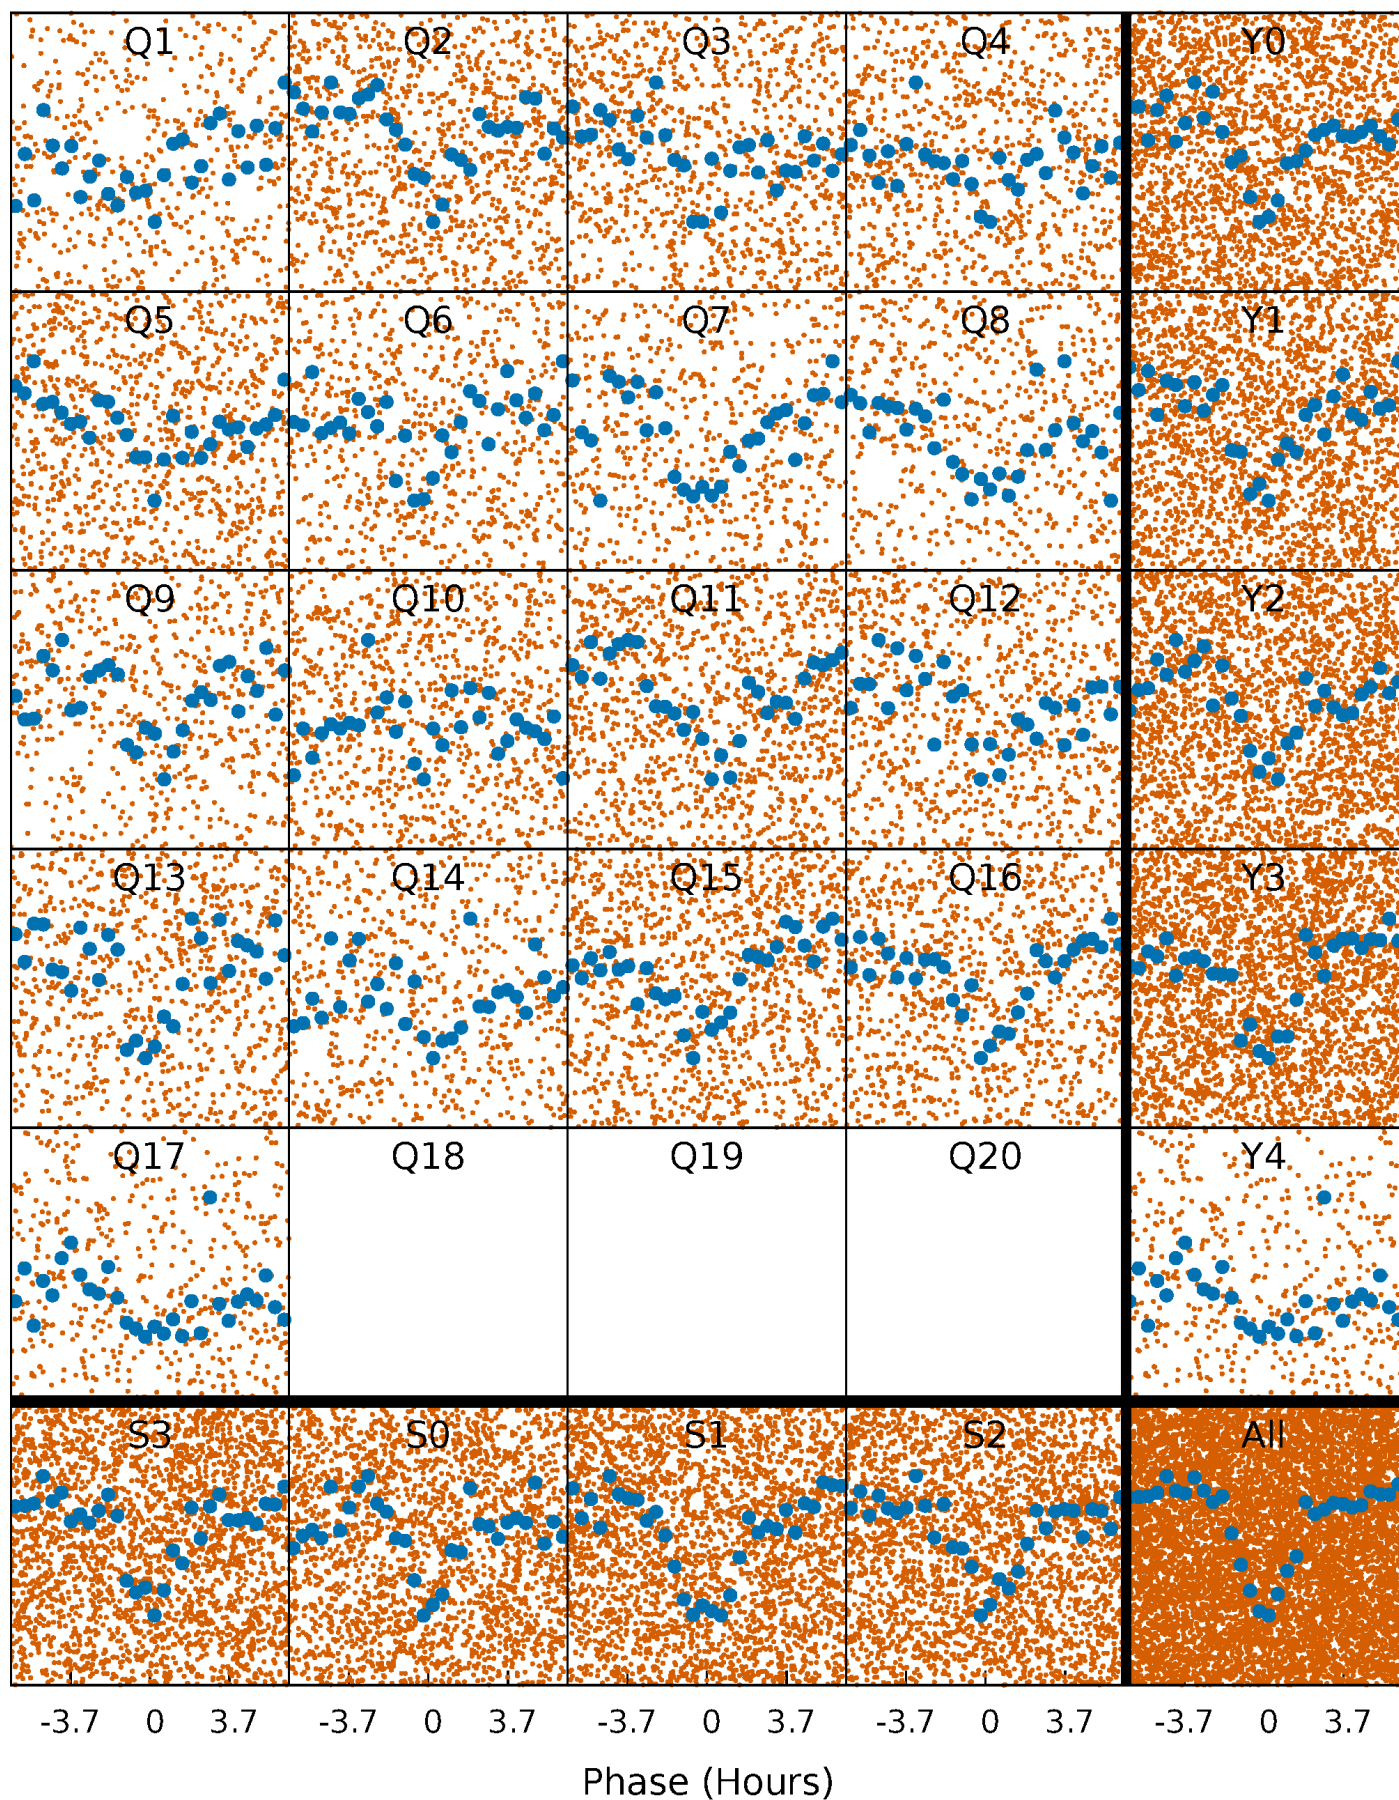 Q1 Q2 Q3 Q4 Y0
Q5 Q6 Q7 Q8 Y1
Q9 Q10 Q11 Q12 Y2
Q13 Q14 Q15 Q16 Y3
Q17 Q18 Q19 Q20 Y4
S3 S0 S1 S2 All
-3.7 0 3.7 -3.7 0 3.7 -3.7 0 3.7 -3.7 0 3.7 -3.7 0 3.7
Phase (Hours)